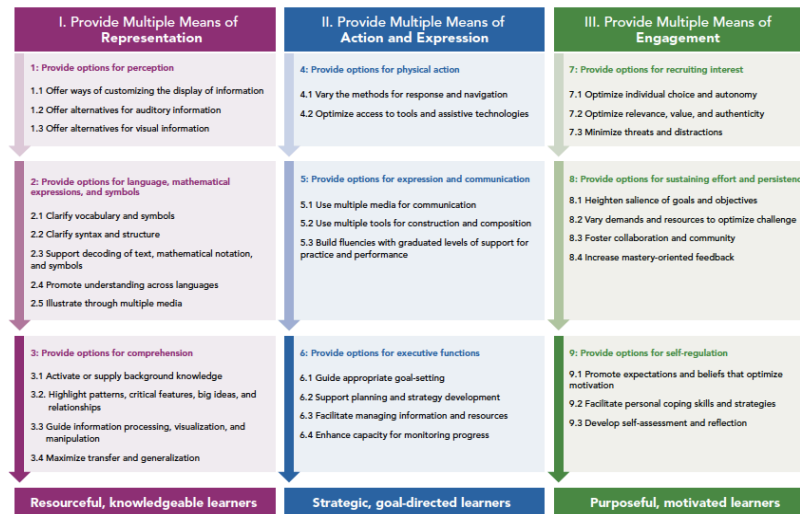 I. Provide Multiple Means of
Representation
1: Provide options for perception
1.1 Offer ways of customizing the display of information
1.2 Offer alternatives for auditory information
1.3 Offer alternatives for visual information
2: Provide options for language, mathematical
expressions, and symbols
2.1 Clarify vocabulary and symbols
2.2 Clarify syntax and structure
2.3 Support decoding of text, mathematical notation,
and symbols
2.4 Promote understanding across languages
2.5 Illustrate through multiple media
3: Provide options for comprehension
3.1 Activate or supply background knowledge
3.2. Highlight patterns, critical features, big ideas, and
relationships
3.3 Guide information processing, visualization, and
manipulation
3.4 Maximize transfer and generalization
Resourceful, knowledgeable learners
II. Provide Multiple Means of
Action and Expression
4: Provide options for physical action
4.1 Vary the methods for response and navigation
4.2 Optimize access to tools and assistive technologies
5: Provide options for expression and communication
5.1 Use multiple media for communication
5.2 Use multiple tools for construction and composition
5.3 Build fluencies with graduated levels of support for
practice and performance
6: Provide options for executive functions
6.1 Guide appropriate goal-setting
6.2 Support planning and strategy development
6.3 Facilitate managing information and resources
6.4 Enhance capacity for monitoring progress
Strategic, goal-directed learners
III. Provide Multiple Means of
Engagement
7: Provide options for recruiting interest
7.1 Optimize individual choice and autonomy
7.2 Optimize relevance, value, and authenticity
7.3 Minimize threats and distractions
8: Provide options for sustaining effort and persistenc
8.1 Heighten salience of goals and objectives
8.2 Vary demands and resources to optimize challenge
8.3 Foster collaboration and community
8.4 Increase mastery-oriented feedback
9: Provide options for self-regulation
9.1 Promote expectations and beliefs that optimize
motivation
9.2 Facilitate personal coping skills and strategies
9.3 Develop self-assessment and reflection
Purposeful, motivated learners